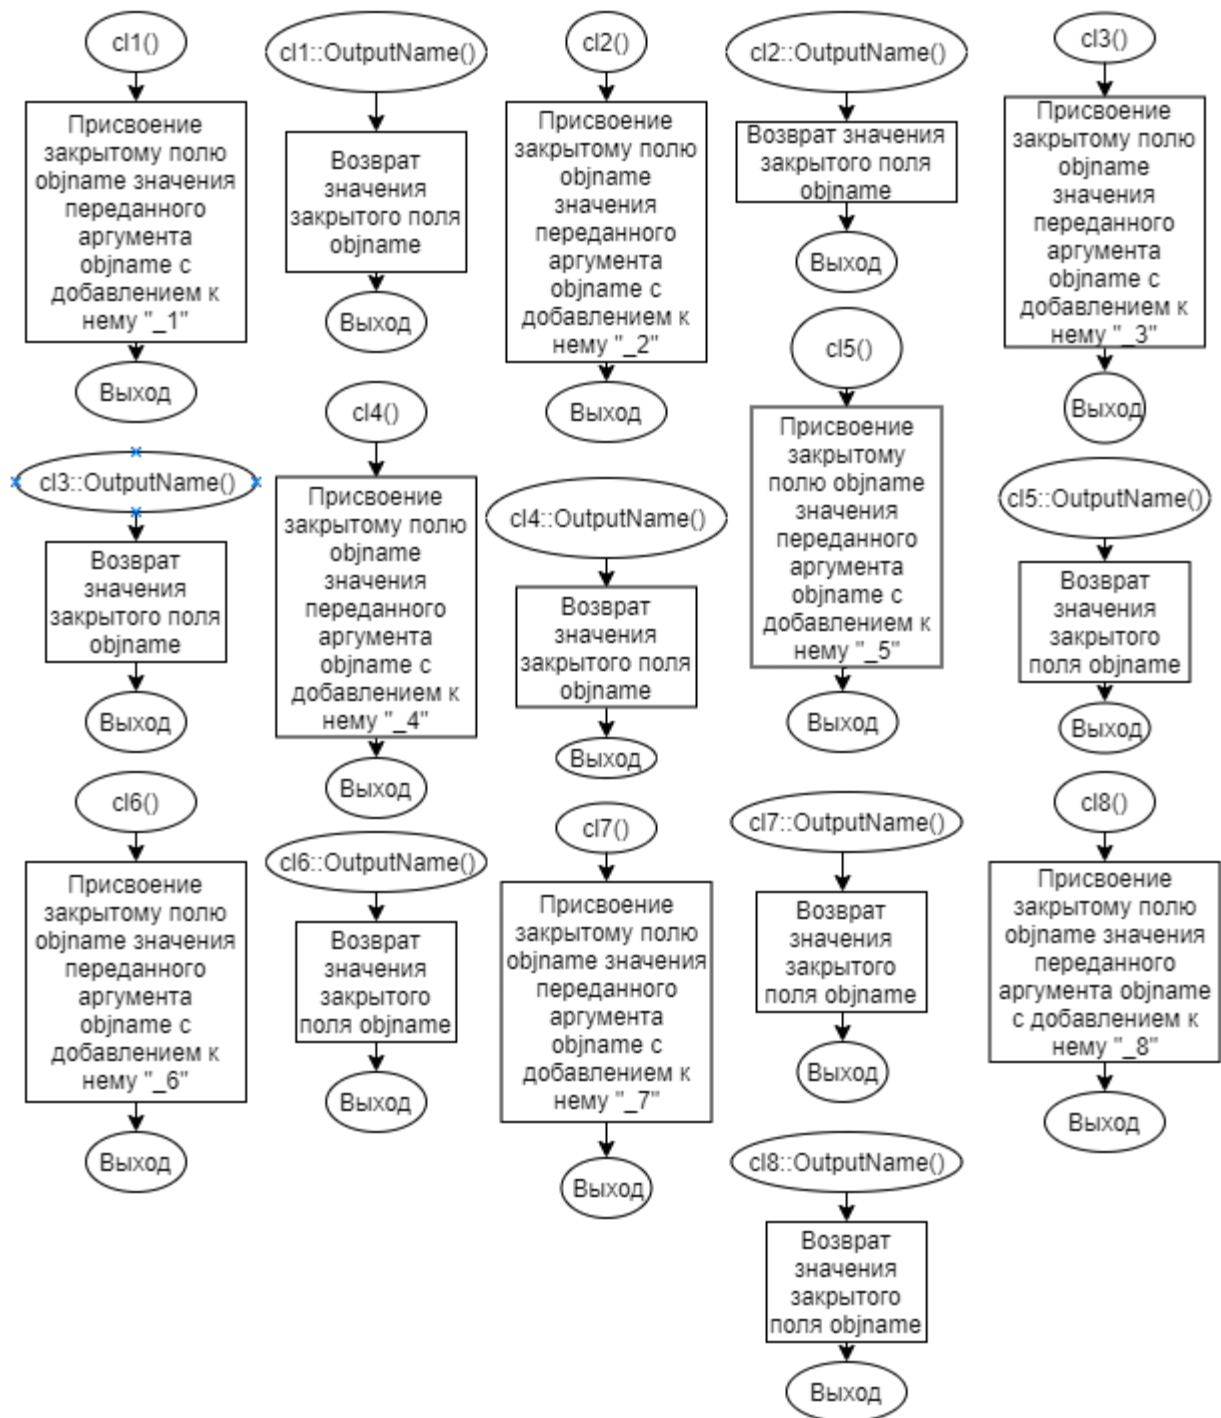 cl1()
Присвоение
закрытому полю
objname значения
переданного
аргумента
objname с
добавлением к
нему "_1"
Выход
cl1::OutputName()
Возврат
значения
закрытого поля
objname
Выход
cl2()
Присвоение
закрытому полю
objname
значения
переданного
аргумента
objname с
добавлением к
нему "_2"
Выход
cl2::OutputName()
Возврат значения
закрытого поля
objname
Выход
cl3()
Присвоение
закрытому полю
objname
значения
переданного
аргумента
objname с
добавлением к
нему "_3"
Выход
cl3::OutputName()
Возврат
значения
закрытого поля
objname
Выход
cl4()
Присвоение
закрытому полю
objname
значения
переданного
аргумента
objname с
добавлением к
нему "_4"
Выход
cl4::OutputName()
Возврат
значения
закрытого поля
objname
Выход
cl5()
Присвоение
закрытому
полю objname
значения
переданного
аргумента
objname с
добавлением к
нему "_5"
Выход
cl5::OutputName()
Возврат
значения
закрытого
поля objname
Выход
cl6()
Присвоение
закрытому полю
objname значения
переданного
аргумента
objname с
добавлением к
нему "_6"
Выход
cl6::OutputName()
Возврат
значения
закрытого
поля objname
Выход
cl7()
Присвоение
закрытому полю
objname значения
переданного
аргумента
objname с
добавлением к
нему "_7"
Выход
cl7::OutputName()
Возврат
значения
закрытого
поля objname
Выход
cl8()
Присвоение
закрытому полю
objname значения
переданного
аргумента objname
с добавлением к
нему "_8"
Выход
cl8::OutputName()
Возврат
значения
закрытого
поля objname
Выход